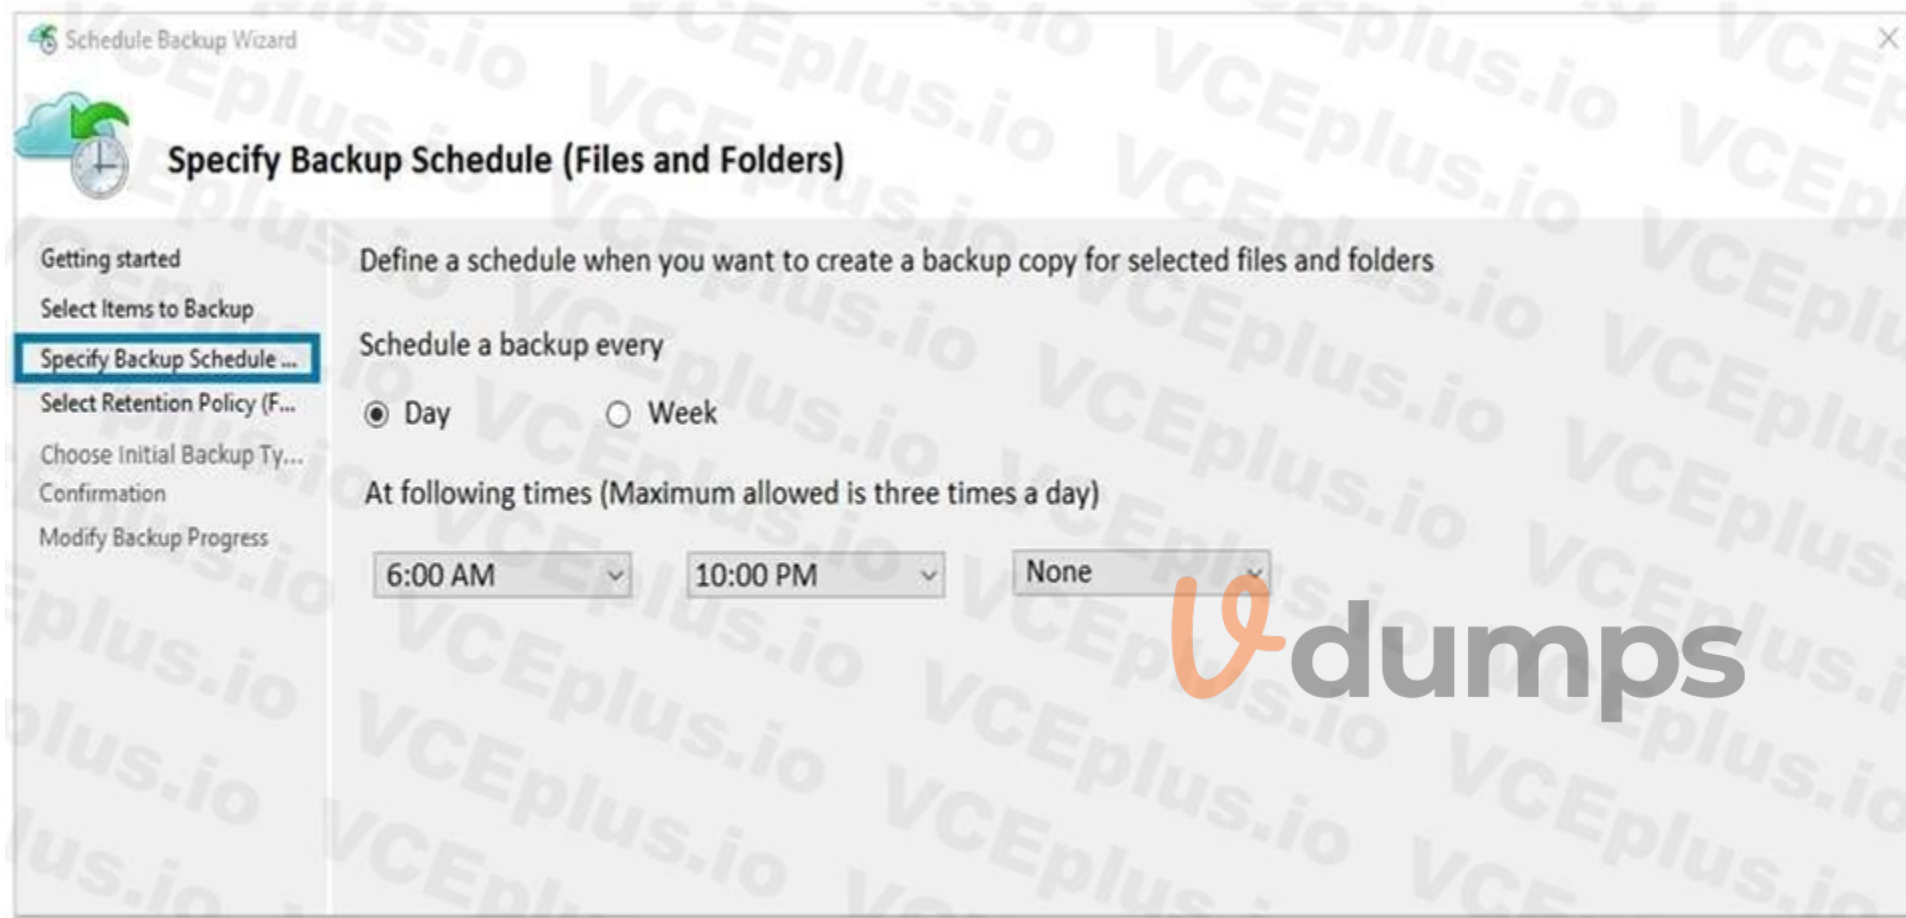 Schedule Backup Wizard
Specify Backup Schedule (Files and Folders)
Getting started
Select Items to Backup
Specify Backup Schedule ...
Select Retention Policy (F...
Choose Initial Backup Ty...
Confirmation
Modify Backup Progress
Define a schedule when you want to create a backup copy for selected files and folders
Schedule a backup every
Day
Week
At following times (Maximum allowed is three times a day)
6:00 AM
10:00 PM
None
Vdumps
VCEplus.io